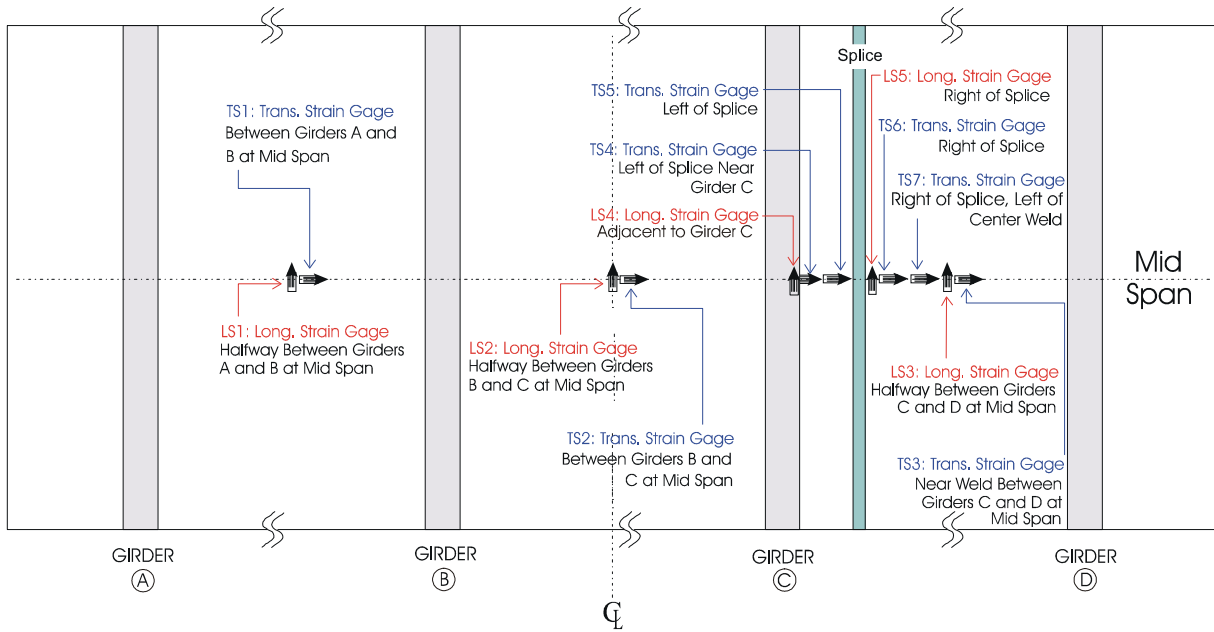 Splice
TS1: Trans. Strain Gage
Between Girders A and
B at Mid Span
TS5: Trans. Strain Gage
Left of Splice
LS5: Long. Strain Gage
Right of Splice
TS4: Trans. Strain Gage
Left of Splice Near
Girder C
TS6: Trans. Strain Gage
Right of Splice
TS7: Trans. Strain Gage
Right of Splice, Left of
Center Weld
LS4: Long. Strain Gage
Adjacent to Girder C
Mid
Span
LS1: Long. Strain Gage
Halfway Between Girders
A and B at Mid Span
LS2: Long. Strain Gage
Halfway Between Girders
B and C at Mid Span
LS3: Long. Strain Gage
Halfway Between Girders
C and D at Mid Span
TS2: Trans. Strain Gage
Between Girders B and
C at Mid Span
TS3: Trans. Strain Gage
Near Weld Between
Girders C and D at
Mid Span
GIRDER
A
GIRDER
B
GIRDER
C
GIRDER
D
CL